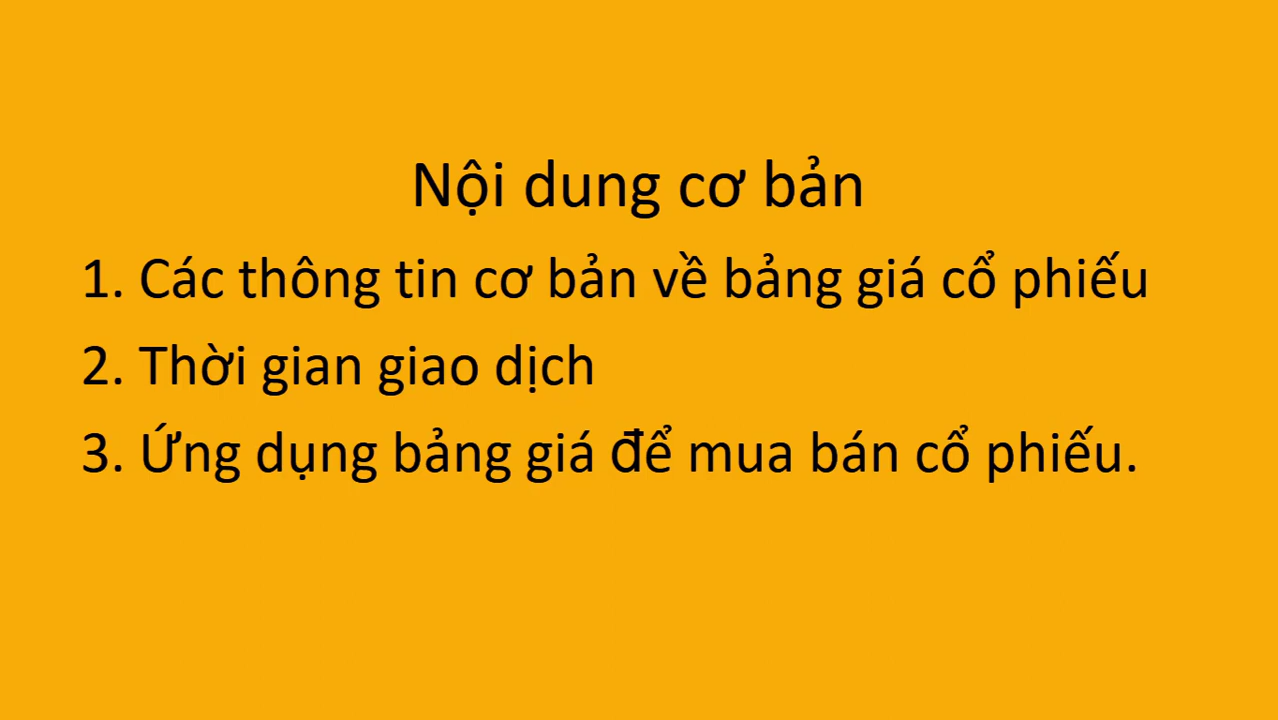 Nội dung cơ bản
1. Các thông tin cơ bản về bảng giá cổ phiếu
2. Thời gian giao dịch
3. Ứng dụng bảng giá để mua bán cổ phiếu.